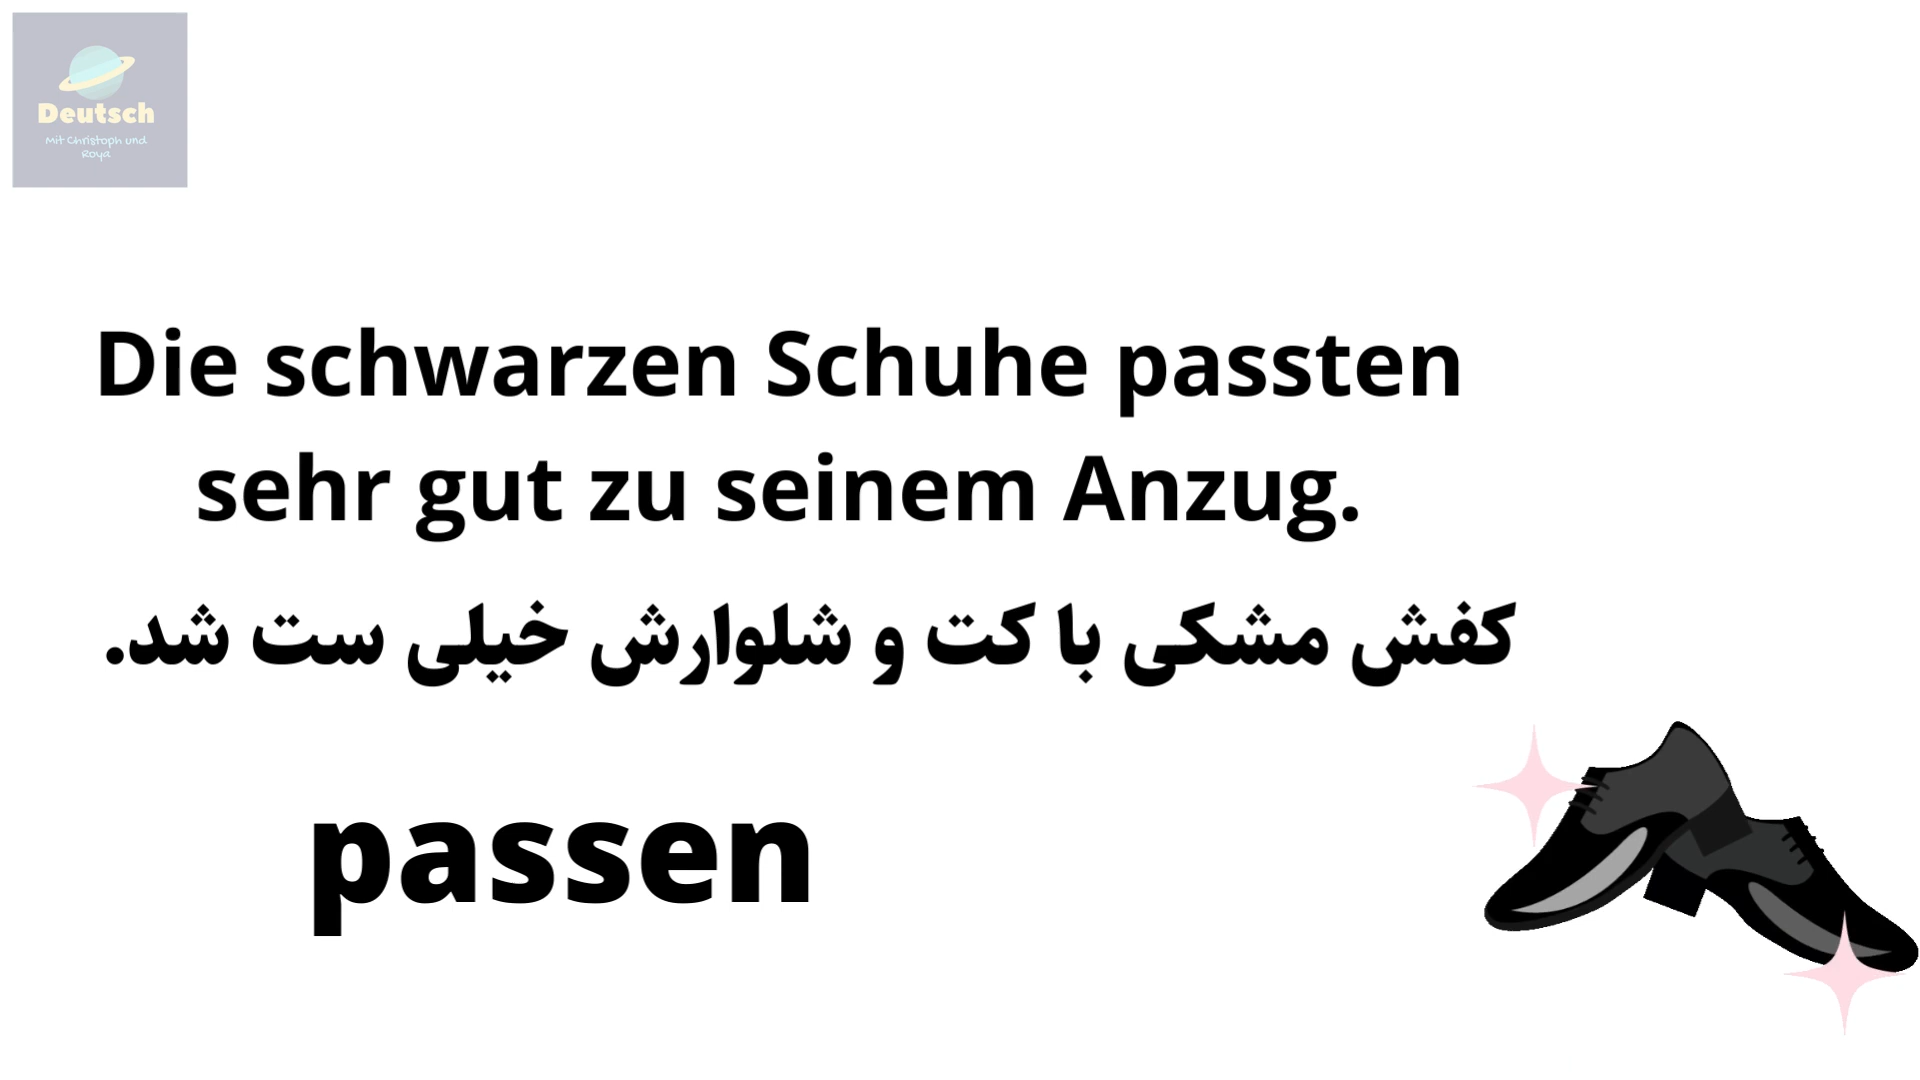 Deutsch
Mit Christoph und
Roya
Die schwarzen Schuhe passten
sehr gut zu seinem Anzug.
کفش مشکی با کت و شلوارش خیلی ست شد.
passen